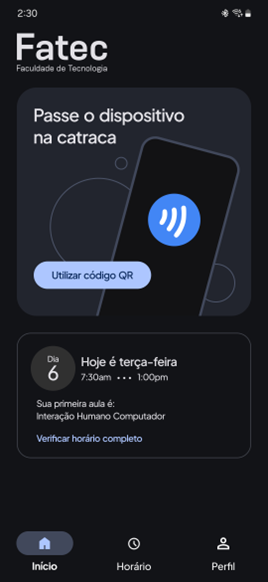 2:30
Fatec
Faculdade de Tecnologia
Passe o dispositivo
na catraca
Utilizar código QR
Dia
6
Hoje é terça-feira
7:30am ••• 1:00pm
Sua primeira aula é:
Interação Humano Computador
Verificar horário completo
Início
Horário
Perfil